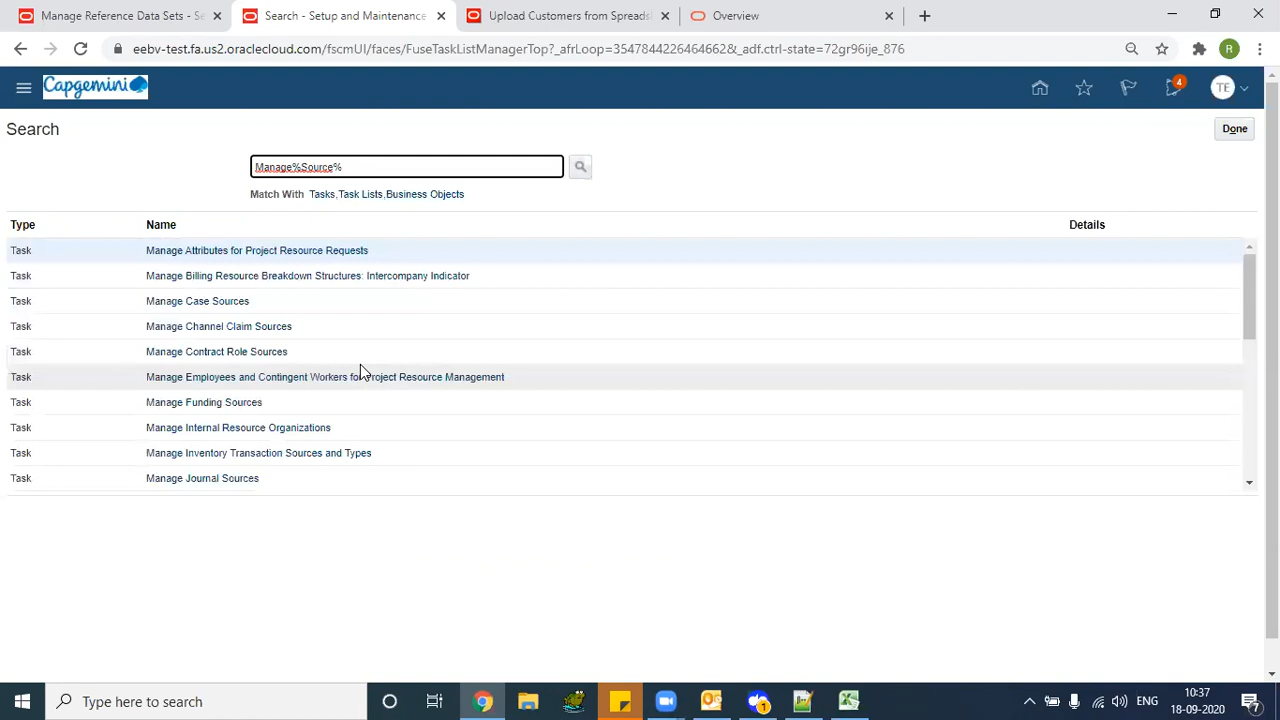 Manage Reference Data Sets - Se
Search - Setup and Maintenance
Upload Customers from Spreadsh
Overview
eebv-test.fa.us2.oraclecloud.com/fscmUI/faces/FuseTaskListManagerTop?_afrLoop=3547844226464662&_adf.ctrl-state=72gr96ije_876
R
Capgemini
4
TE
Search
Done
Manage%Source%
Match With Tasks,Task Lists,Business Objects
Type Name Details
Task Manage Attributes for Project Resource Requests
Task Manage Billing Resource Breakdown Structures: Intercompany Indicator
Task Manage Case Sources
Task Manage Channel Claim Sources
Task Manage Contract Role Sources
Task Manage Employees and Contingent Workers for Project Resource Management
Task Manage Funding Sources
Task Manage Internal Resource Organizations
Task Manage Inventory Transaction Sources and Types
Task Manage Journal Sources
Type here to search
1
ENG
10:37
18-09-2020
7